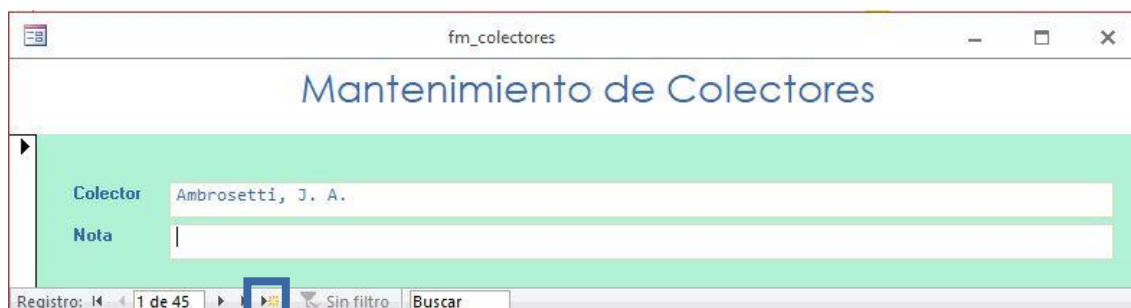 fm_colectores
Mantenimiento de Colectores
Colector Ambrosetti, J. A.
Nota
Registro: 1 de 45 Sin filtro Buscar